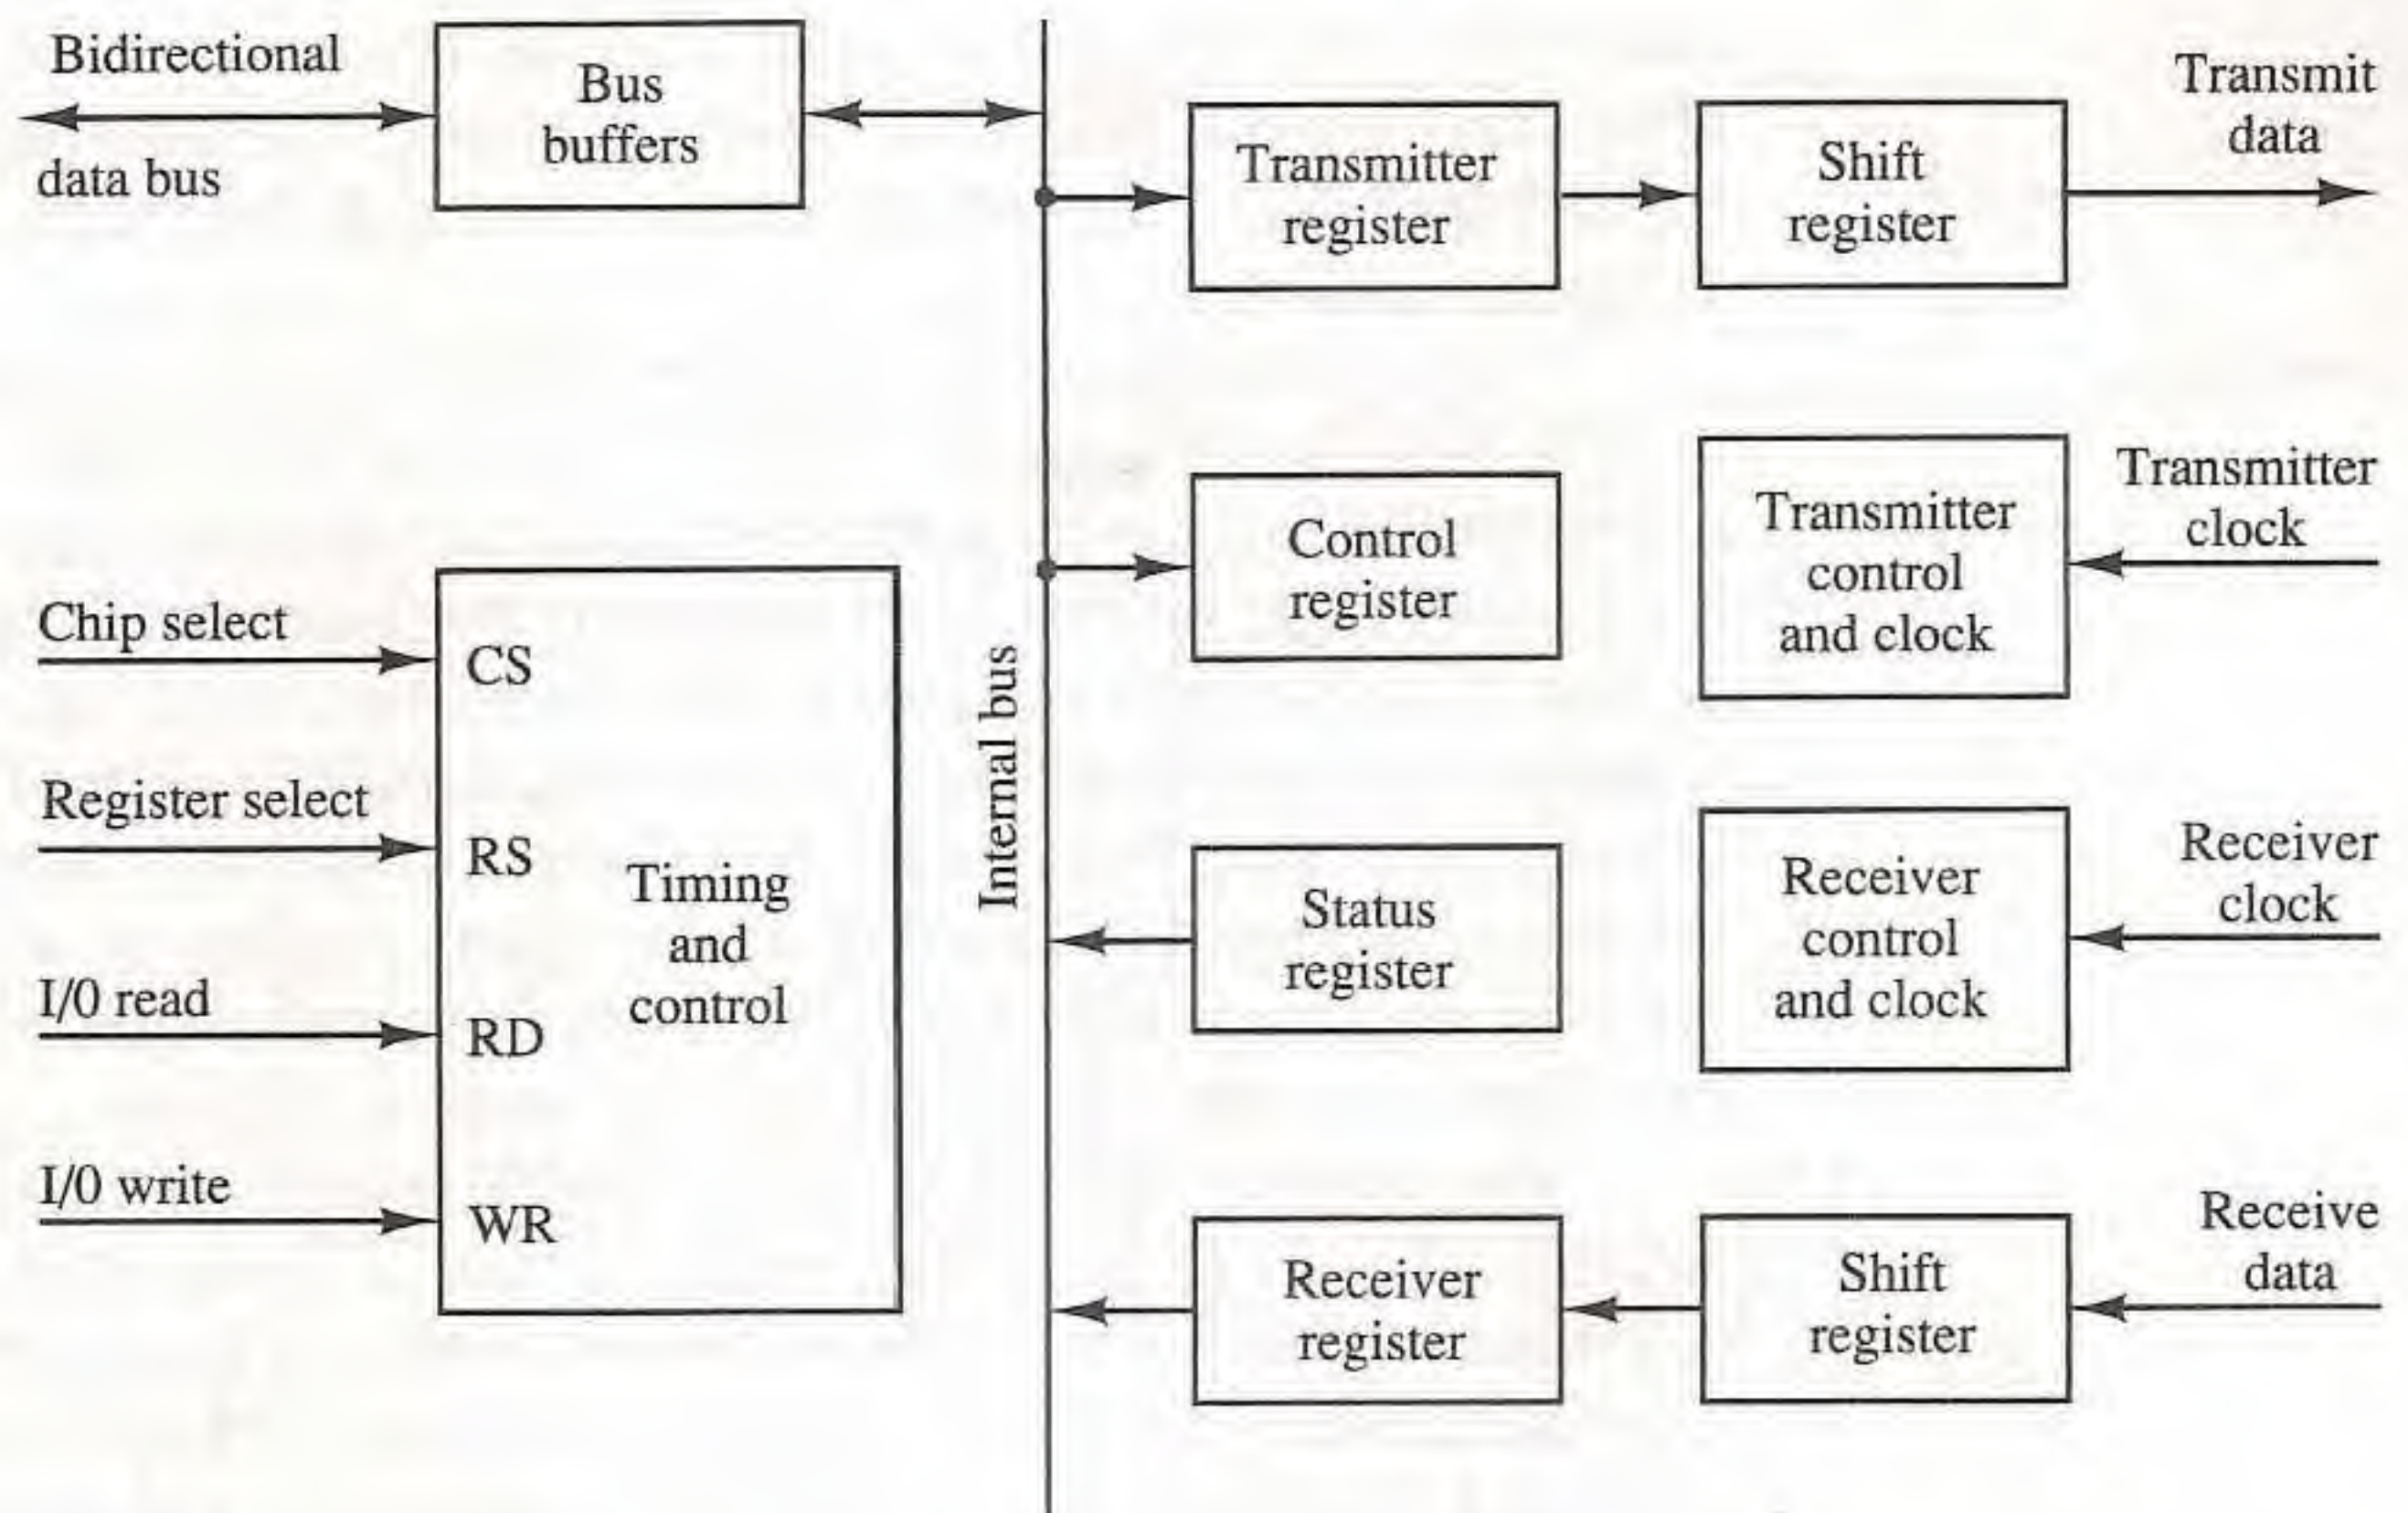 Bidirectional
data bus
Bus
buffers
Transmitter
register
Shift
register
Transmit
data
Control
register
Transmitter
control
and clock
Transmitter
clock
Chip select
CS
Register select
RS
I/0 read
RD
I/0 write
WR
Timing
and
control
Internal bus
Status
register
Receiver
control
and clock
Receiver
clock
Receiver
register
Shift
register
Receive
data